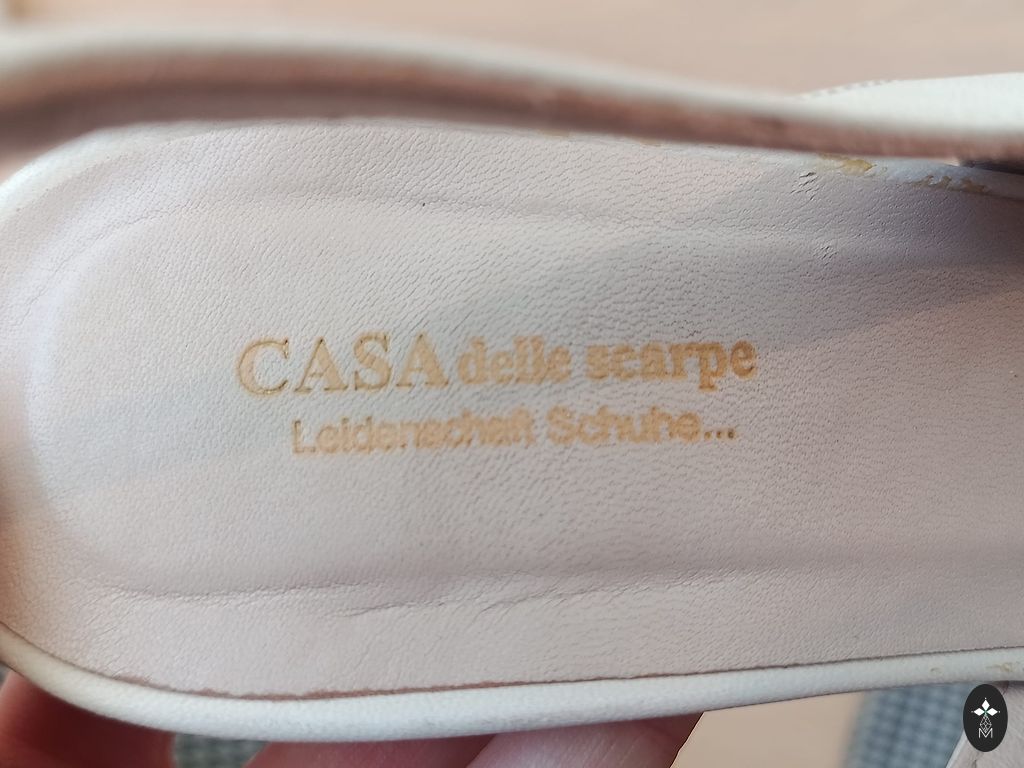 CASA delle scarpe
Leidenschaft Schuhe...
M